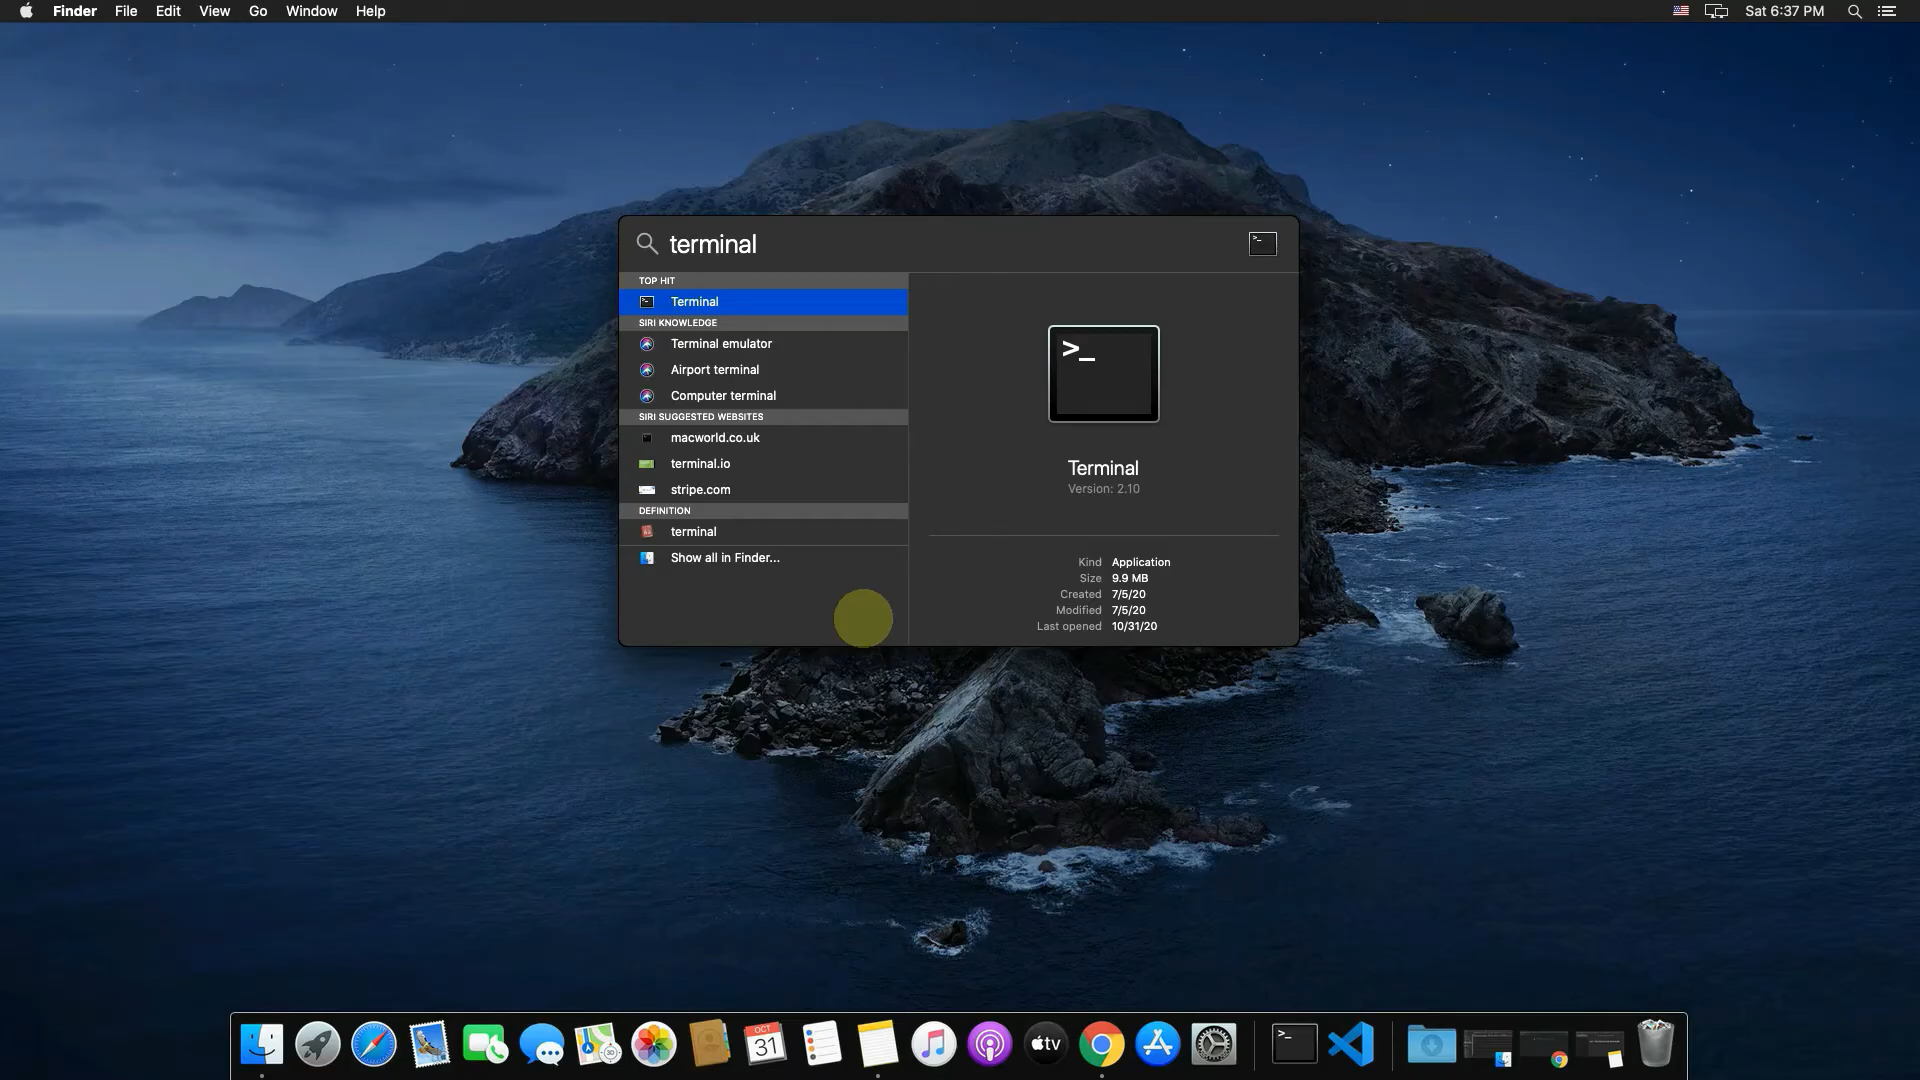 Finder File Edit View Go Window Help
Sat 6:37 PM
terminal
TOP HIT
Terminal
SIRI KNOWLEDGE
Terminal emulator
Airport terminal
Computer terminal
SIRI SUGGESTED WEBSITES
macworld.co.uk
terminal.io
stripe.com
DEFINITION
terminal
Show all in Finder...
>_
Terminal
Version: 2.10
Kind Application
Size 9.9 MB
Created 7/5/20
Modified 7/5/20
Last opened 10/31/20
OCT
31
3D
tv
>_